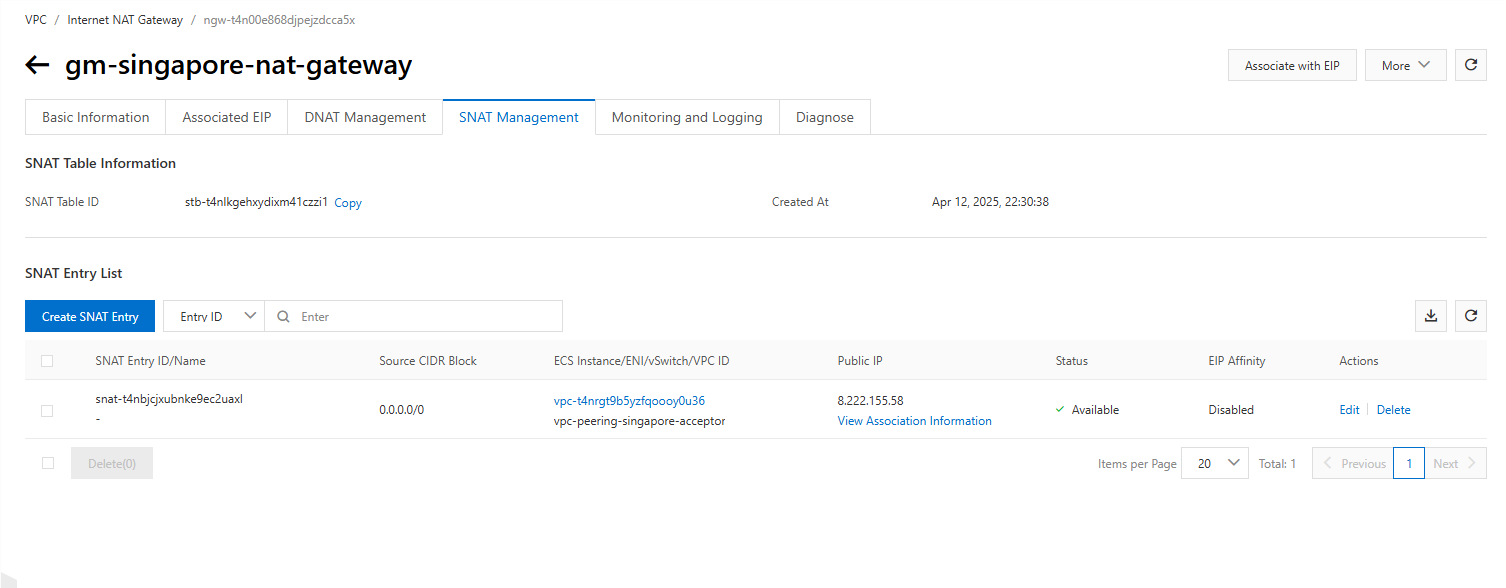 VPC / Internet NAT Gateway / ngw-t4n00e868djpejzdcca5x
gm-singapore-nat-gateway
Associate with EIP More
Basic Information Associated EIP DNAT Management SNAT Management Monitoring and Logging Diagnose
SNAT Table Information
SNAT Table ID stb-t4nlkgehxydixm41czzi1 Copy Created At Apr 12, 2025, 22:30:38
SNAT Entry List
Create SNAT Entry Entry ID Enter
SNAT Entry ID/Name Source CIDR Block ECS Instance/ENI/vSwitch/VPC ID Public IP Status EIP Affinity Actions
snat-t4nbjcjxubnke9ec2uaxl 0.0.0.0/0 vpc-t4nrgt9b5yzfqoooy0u36 8.222.155.58 Available Disabled Edit Delete
- vpc-peering-singapore-acceptor View Association Information
Delete(0) Items per Page 20 Total: 1 Previous 1 Next